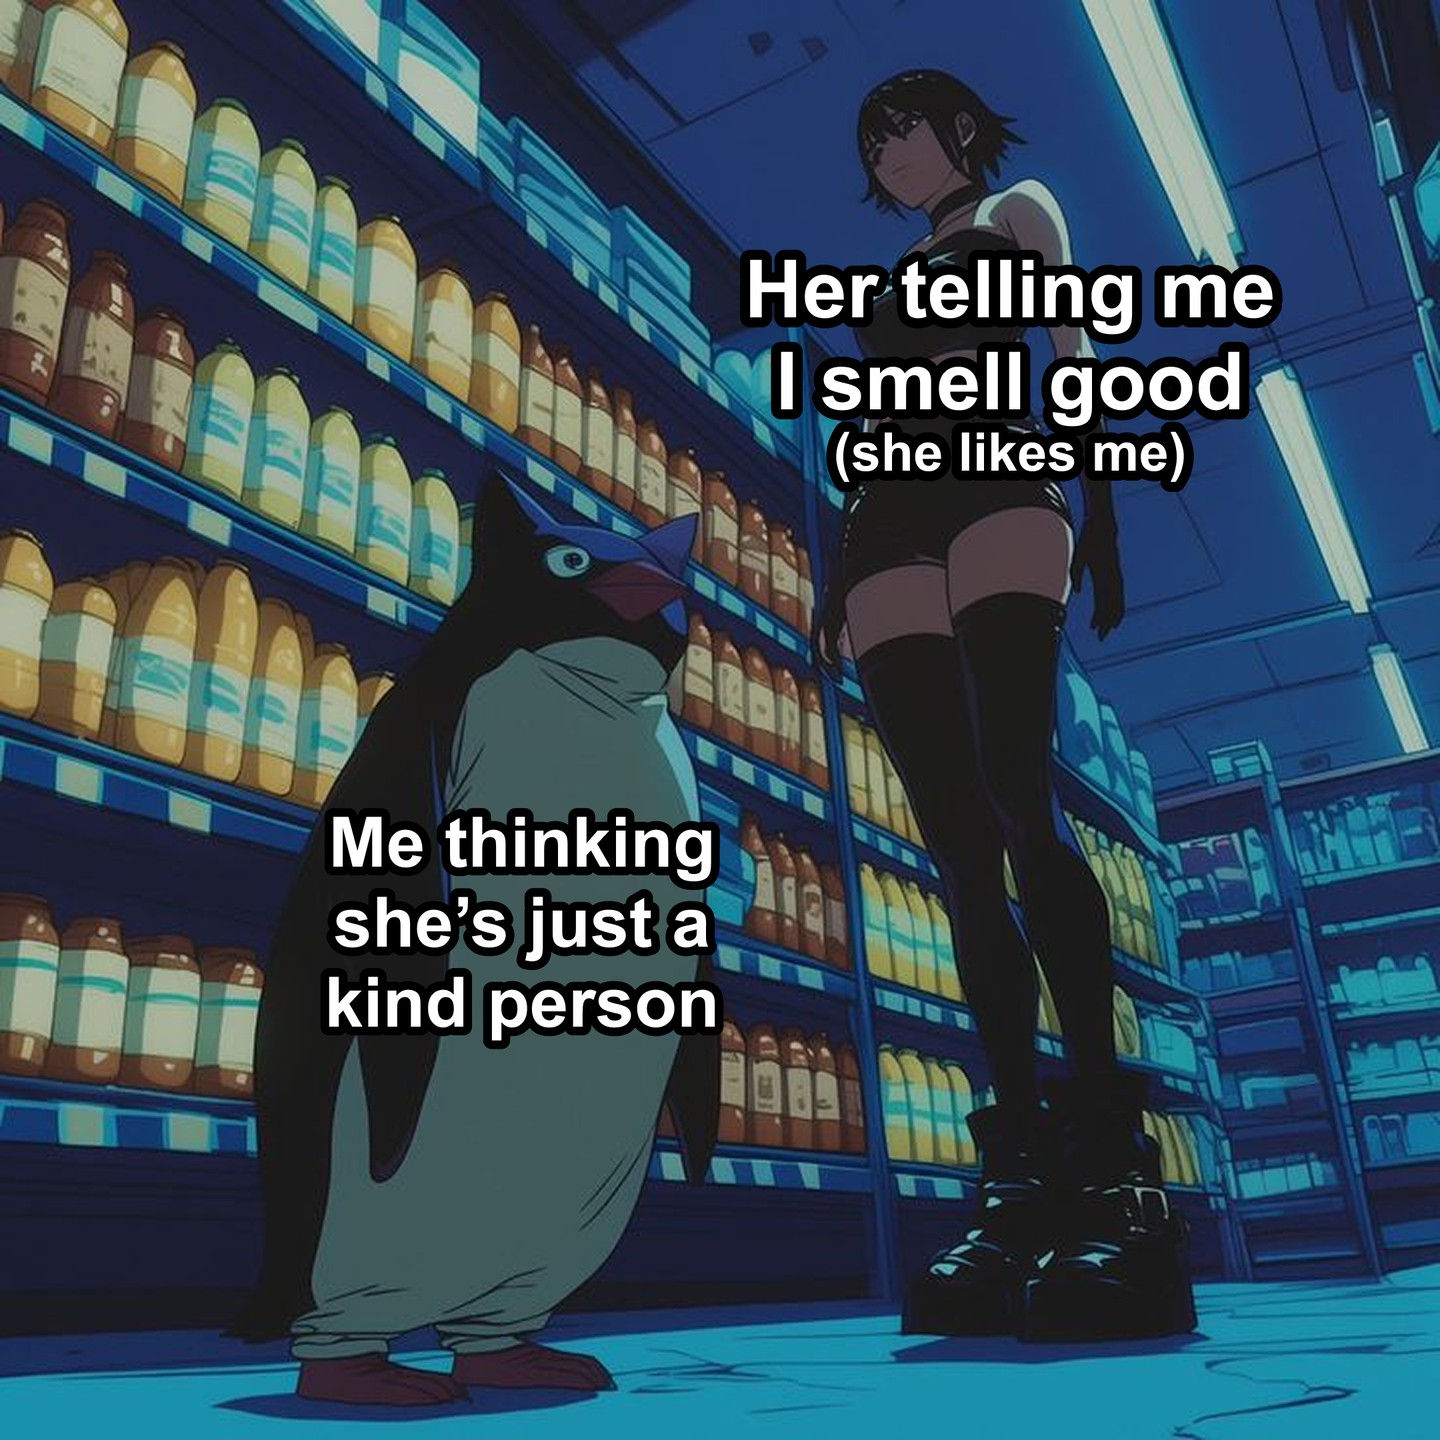 Her telling me
I smell good
(she likes me)
Me thinking
she’s just a
kind person